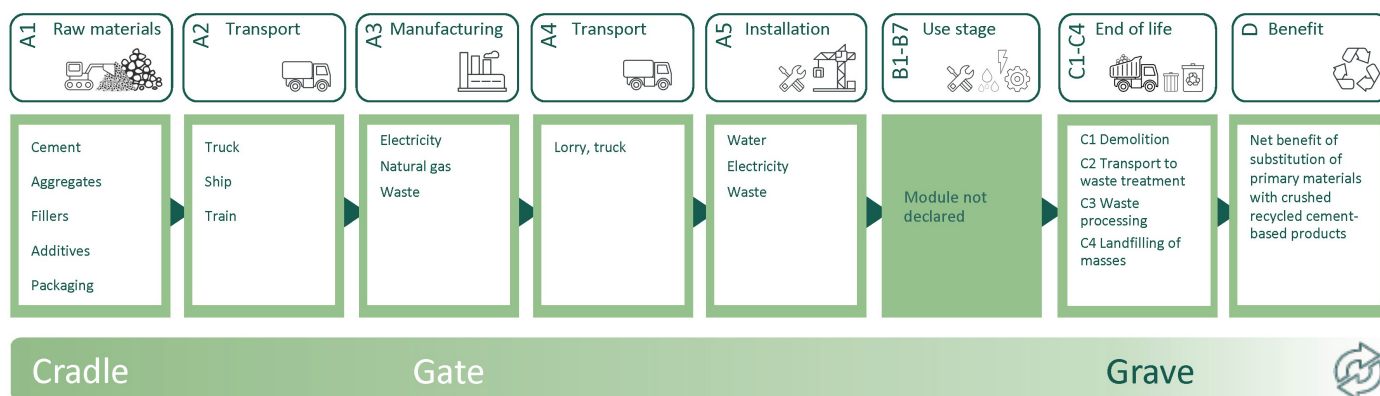 A1 Raw materials
A2 Transport
A3 Manufacturing
A4 Transport
A5 Installation
B1-B7 Use stage
C1-C4 End of life
D Benefit
Cement
Aggregates
Fillers
Additives
Packaging
Truck
Ship
Train
Electricity
Natural gas
Waste
Lorry, truck
Water
Electricity
Waste
Module not
declared
C1 Demolition
C2 Transport to
waste treatment
C3 Waste
processing
C4 Landfilling of
masses
Net benefit of
substitution of
primary materials
with crushed
recycled cement-
based products
Cradle
Gate
Grave